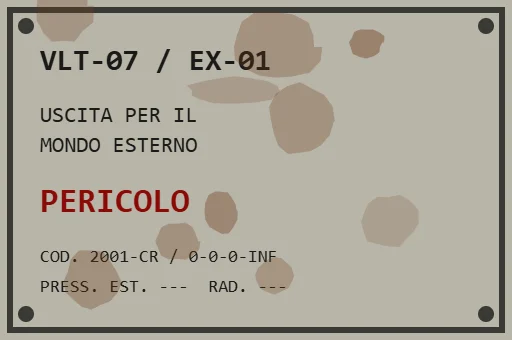 VLT-07 / EX-01
USCITA PER IL
MONDO ESTERNO
PERICOLO
COD. 2001-CR / 0-0-0-INF
PRESS. EST. --- RAD. ---